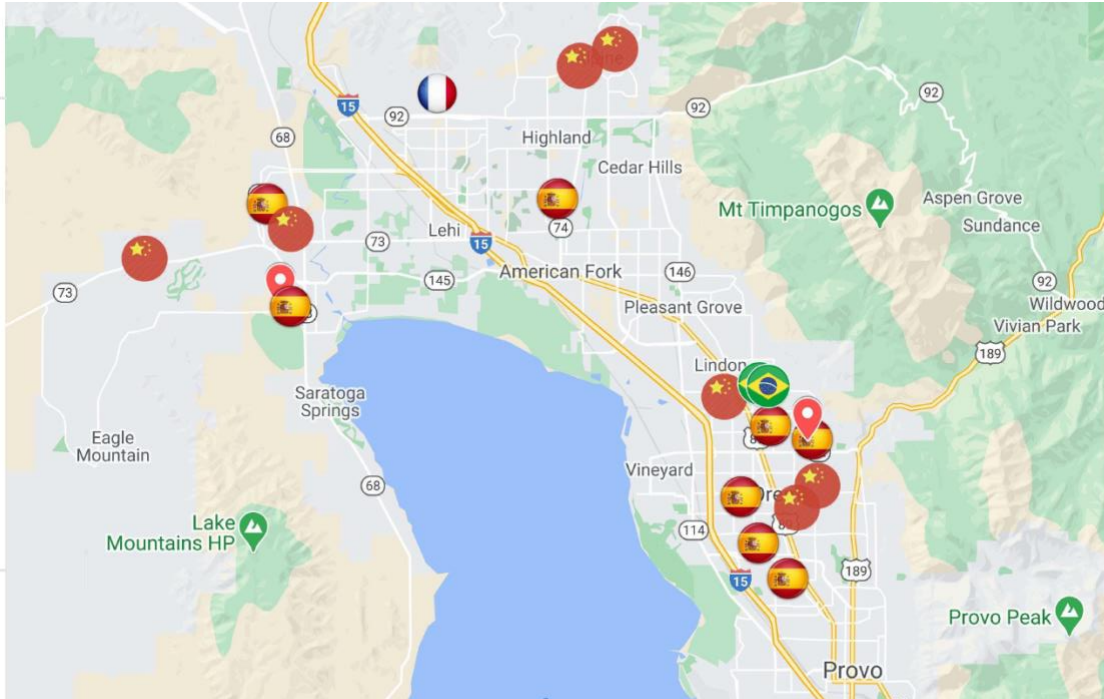 92
15
92
92
68
Highland
Cedar Hills
Mt Timpanogos
Aspen Grove
Sundance
Lehi
73
15
74
American Fork
146
145
92
73
Pleasant Grove
Wildwood
Vivian Park
189
Lindon
Saratoga
Springs
Eagle
Mountain
Vineyard
68
Lake
Mountains HP
114
15
189
Provo Peak
Provo